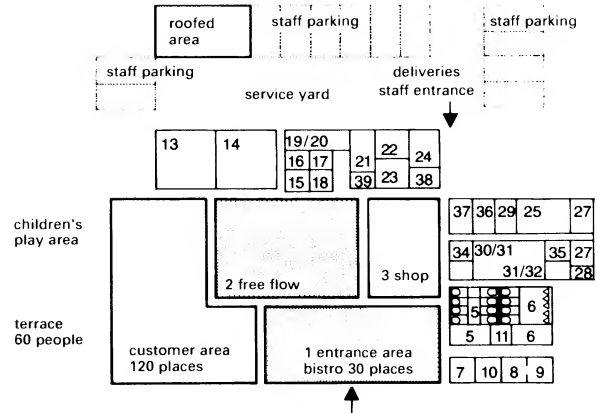 roofed
area
staff parking
staff parking
staff parking
service yard
deliveries
staff entrance
13
14
19/20
16
17
15
18
21
39
22
23
24
38
children's
play area
37
36
29
25
27
34
30/31
31/32
35
27
28
2 free flow
3 shop
terrace
60 people
customer area
120 places
1 entrance area
bistro 30 places
5
6
5
11
6
7
10
8
9